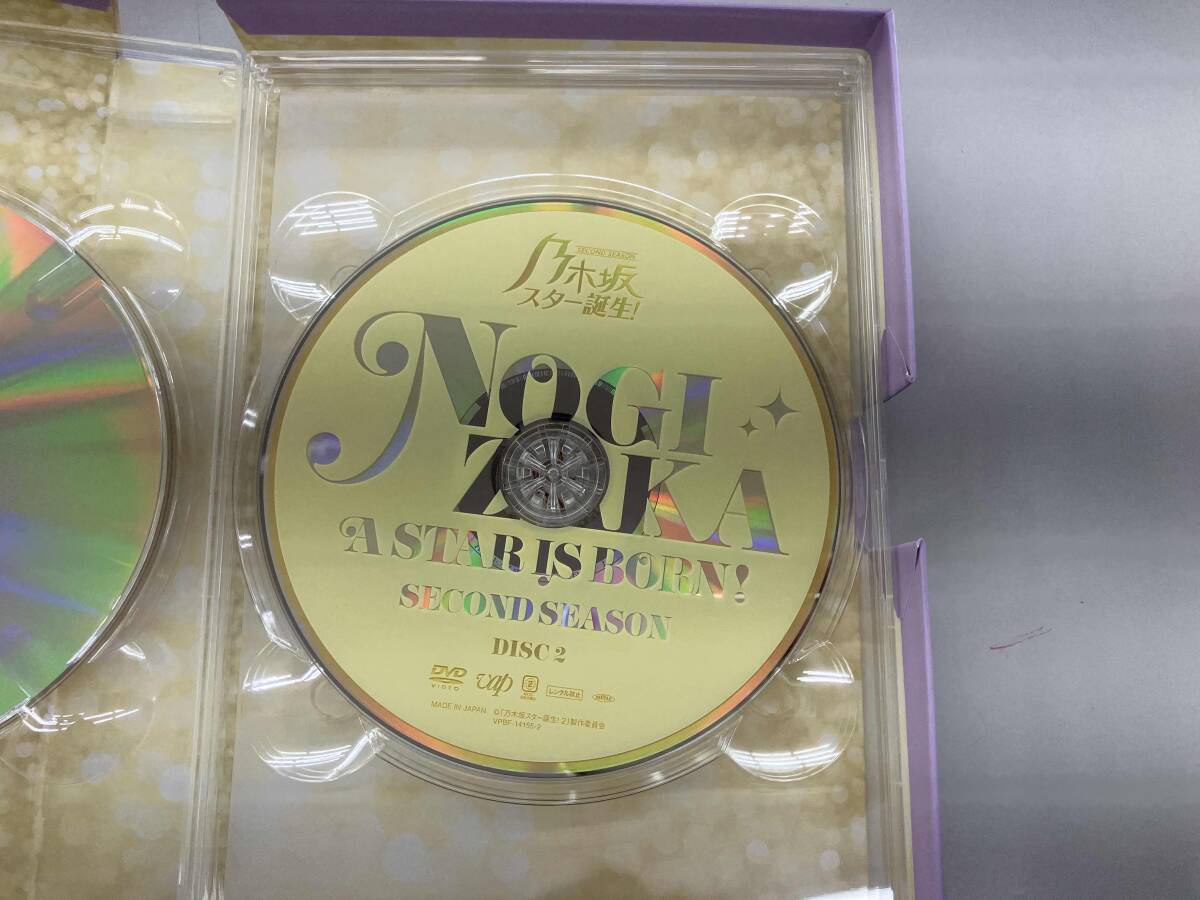 SECOND SEASON
乃木坂
スター誕生!
NOGI
ZAKA
A STAR IS BORN!
SECOND SEASON
DISC 2
DVD VIDEO vap 2 レンタル禁止
MADE IN JAPAN ©「乃木坂スター誕生!2」製作委員会
VPBF-14155-2